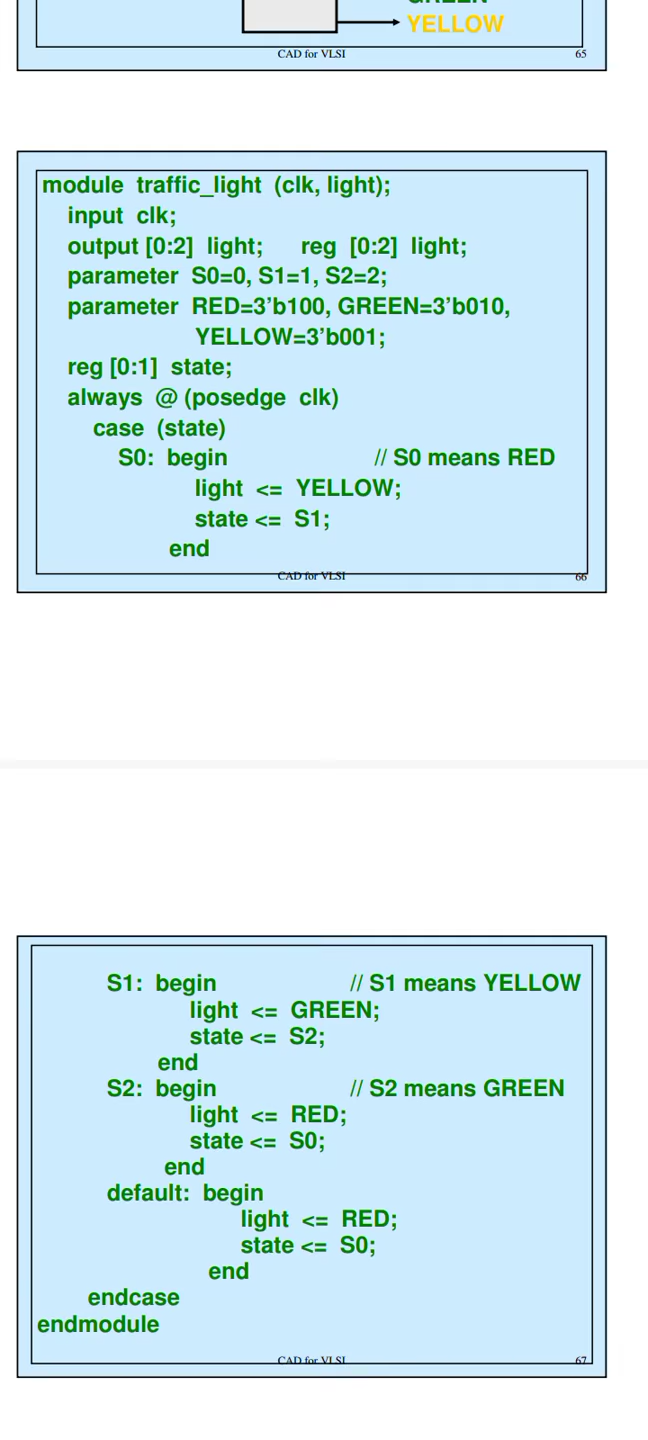 GREEN
YELLOW
CAD for VLSI 65
module traffic_light (clk, light);
input clk;
output [0:2] light; reg [0:2] light;
parameter S0=0, S1=1, S2=2;
parameter RED=3’b100, GREEN=3’b010,
YELLOW=3’b001;
reg [0:1] state;
always @ (posedge clk)
case (state)
S0: begin // S0 means RED
light <= YELLOW;
state <= S1;
end
CAD for VLSI 66
S1: begin // S1 means YELLOW
light <= GREEN;
state <= S2;
end
S2: begin // S2 means GREEN
light <= RED;
state <= S0;
end
default: begin
light <= RED;
state <= S0;
end
endcase
endmodule
CAD for VLSI 67